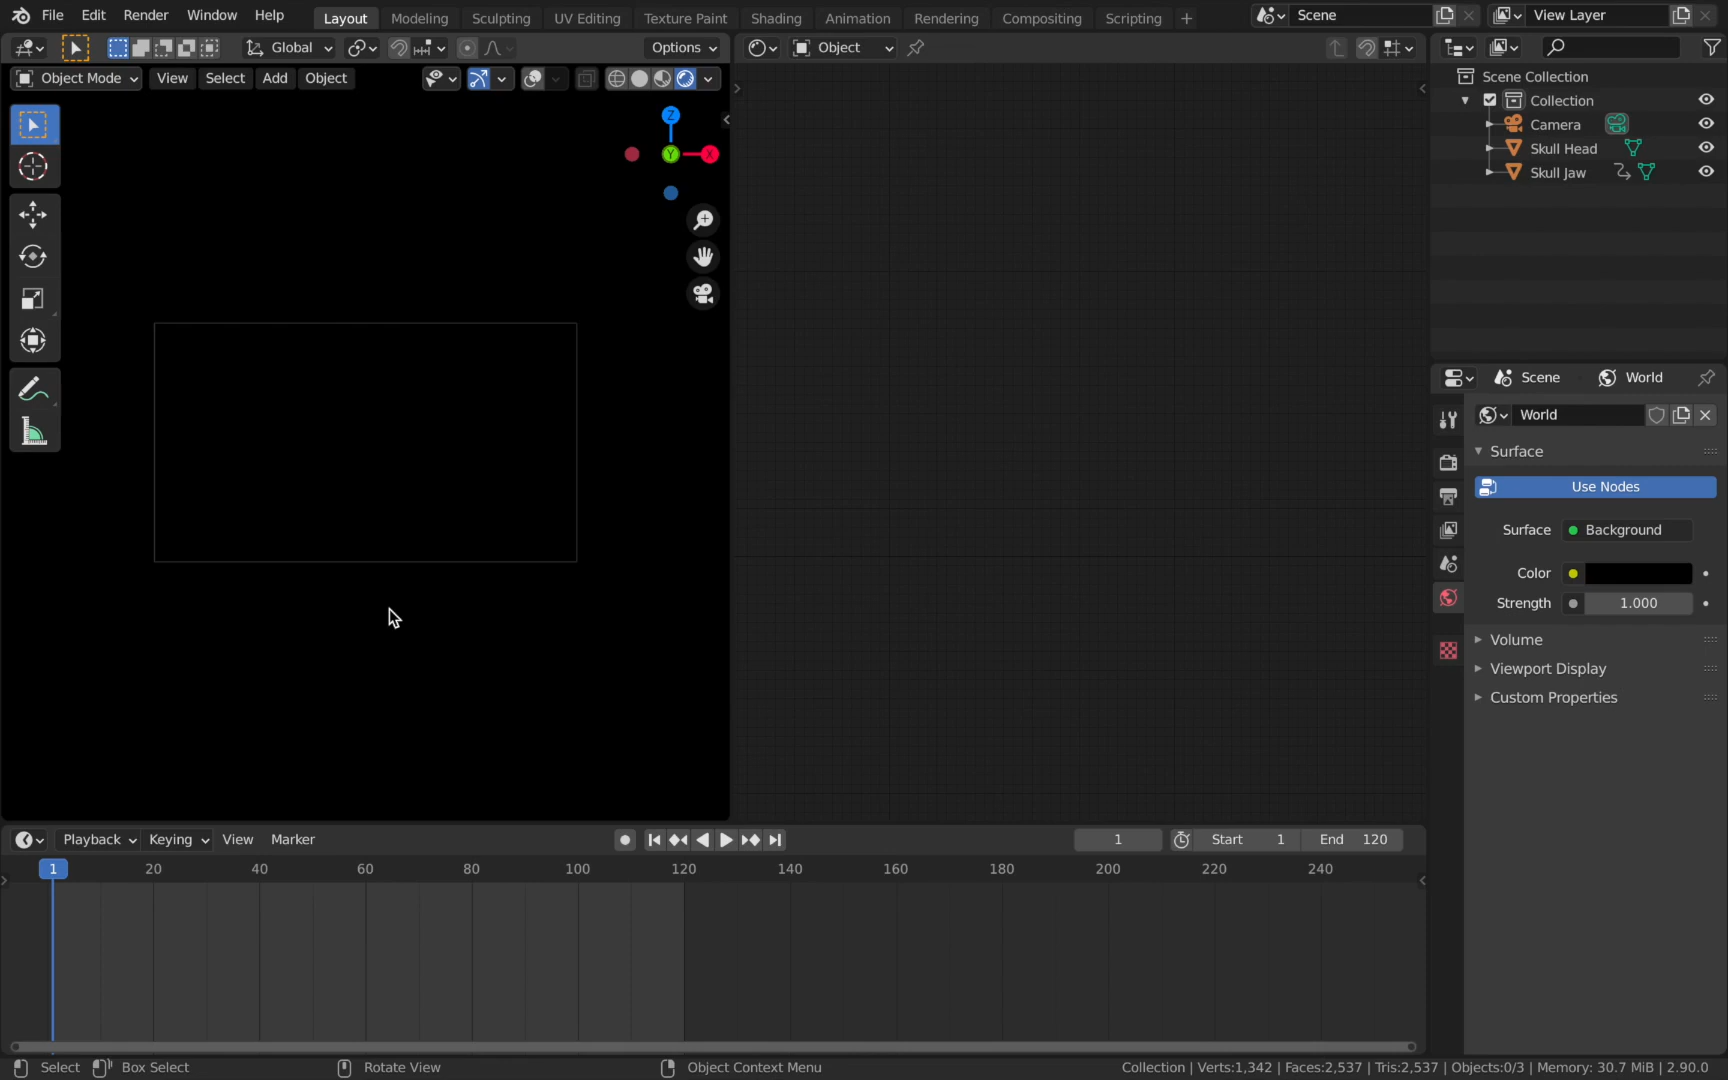 File Edit Render Window Help Layout Modeling Sculpting UV Editing Texture Paint Shading Animation Rendering Compositing Scripting + Scene View Layer
Global Options Object
Object Mode View Select Add Object
Z
Y X
Scene Collection
Collection
Camera
Skull Head
Skull Jaw
Scene World
World
Surface
Use Nodes
Surface Background
Color
Strength 1.000
Volume
Viewport Display
Custom Properties
Playback Keying View Marker 1 Start 1 End 120
1 20 40 60 80 100 120 140 160 180 200 220 240
Select Box Select Rotate View Object Context Menu Collection | Verts:1,342 | Faces:2,537 | Tris:2,537 | Objects:0/3 | Memory: 30.7 MiB | 2.90.0